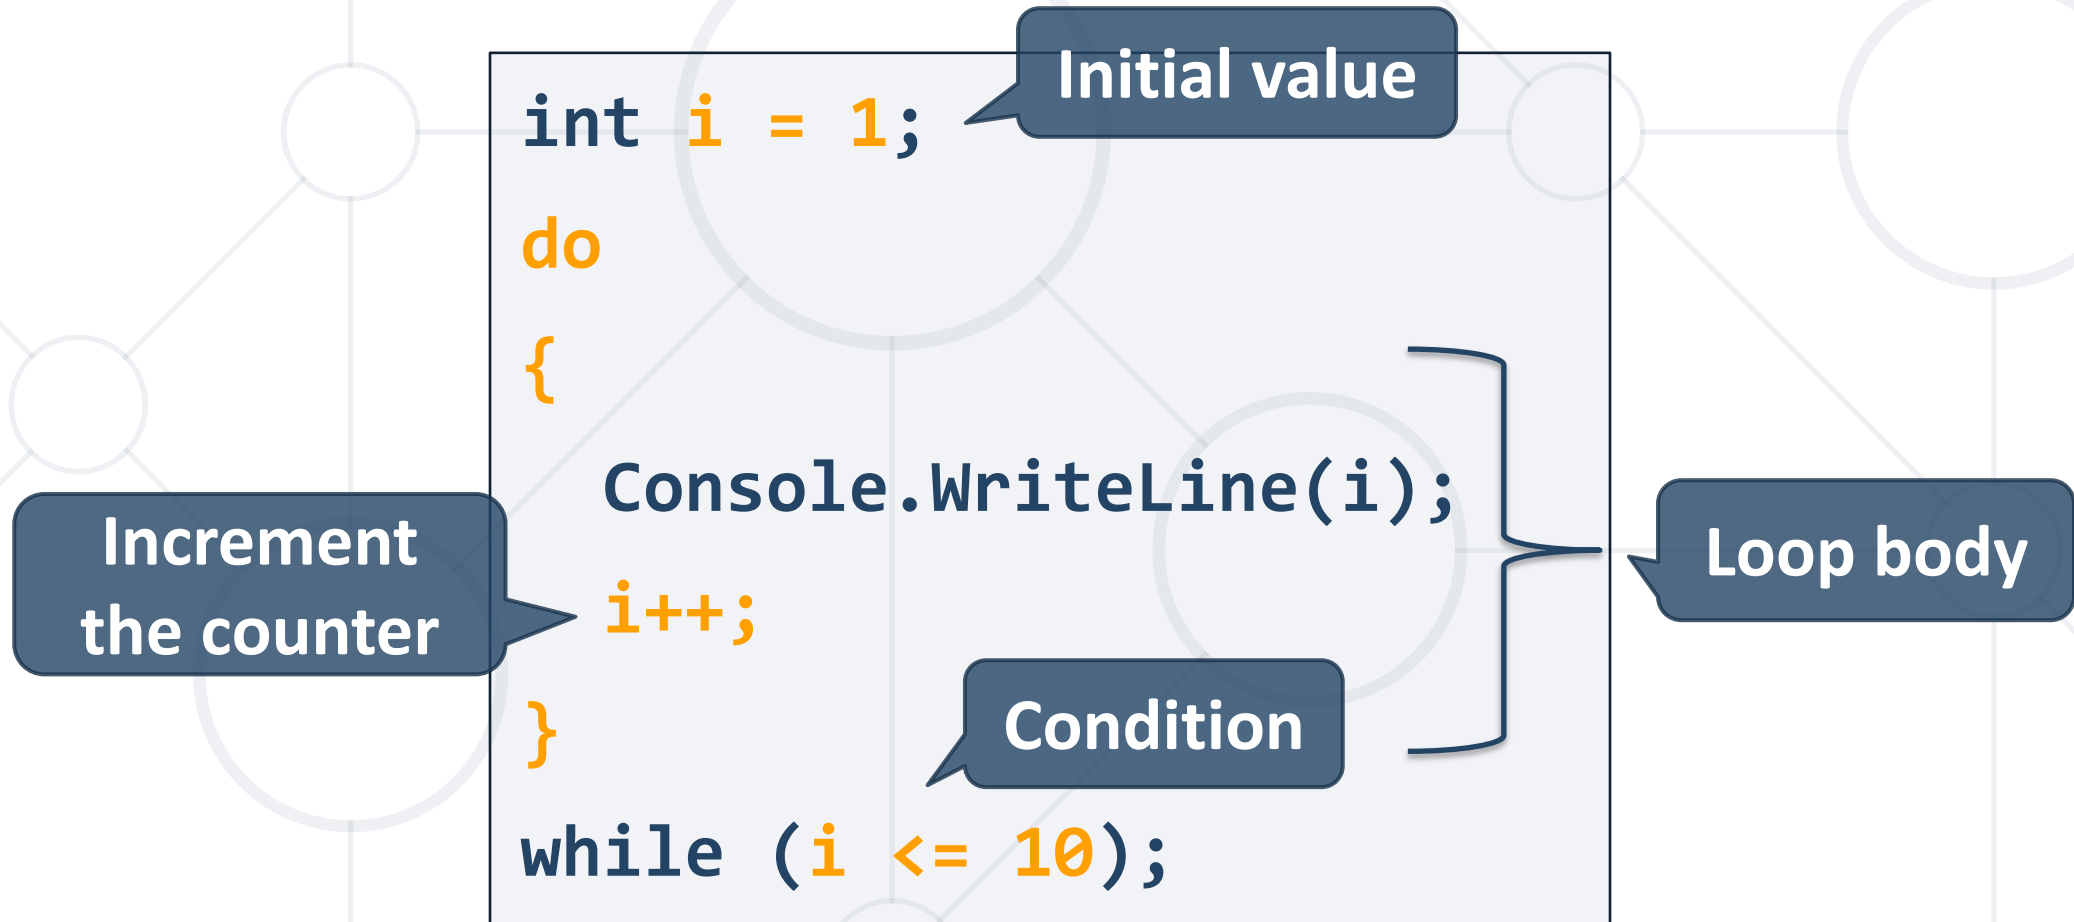 Initial value
int i = 1;
do
{
Console.WriteLine(i);
Increment
the counter
i++;
Loop body
}
Condition
while (i <= 10);